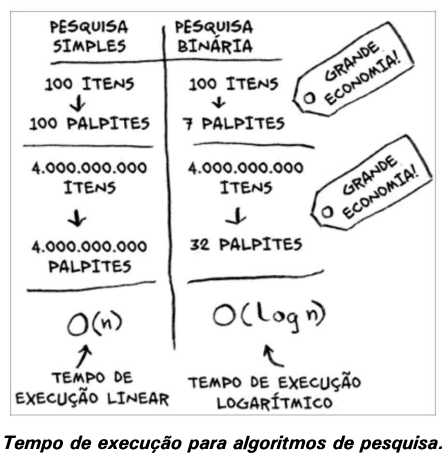 PESQUISA
SIMPLES
PESQUISA
BINÁRIA
100 ITENS
100 PALPITES
100 ITENS
7 PALPITES
GRANDE
ECONOMIA!
4.000.000.000
ITENS
4.000.000.000
PALPITES
4.000.000.000
ITENS
32 PALPITES
GRANDE
ECONOMIA!
O(n)
O(log n)
TEMPO DE
EXECUÇÃO LINEAR
TEMPO DE EXECUÇÃO
LOGARÍTMICO
Tempo de execução para algoritmos de pesquisa.